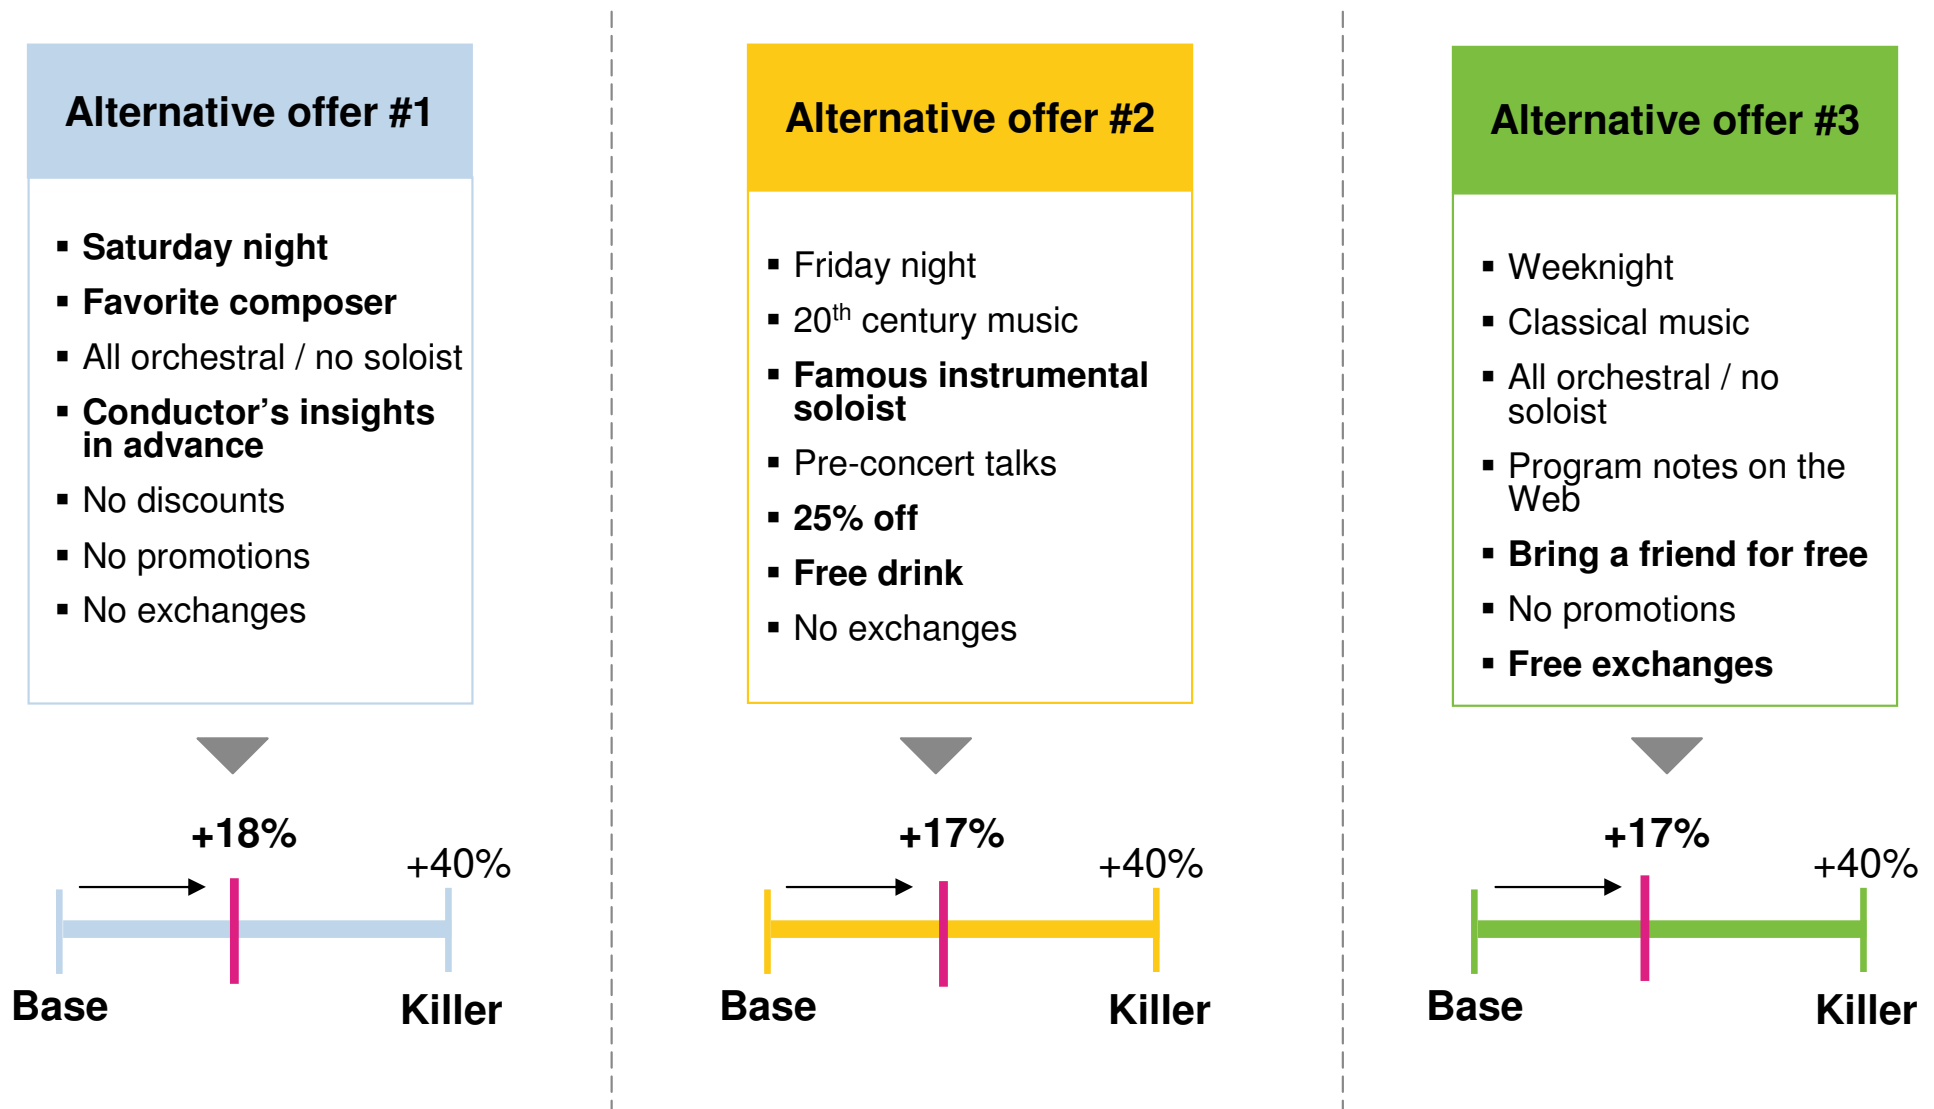 Alternative offer #1
▪ Saturday night
▪ Favorite composer
▪ All orchestral / no soloist
▪ Conductor’s insights
in advance
▪ No discounts
▪ No promotions
▪ No exchanges
+18%
+40%
Base
Killer
Alternative offer #2
▪ Friday night
▪ 20th century music
▪ Famous instrumental
soloist
▪ Pre-concert talks
▪ 25% off
▪ Free drink
▪ No exchanges
+17%
+40%
Base
Killer
Alternative offer #3
▪ Weeknight
▪ Classical music
▪ All orchestral / no
soloist
▪ Program notes on the
Web
▪ Bring a friend for free
▪ No promotions
▪ Free exchanges
+17%
+40%
Base
Killer